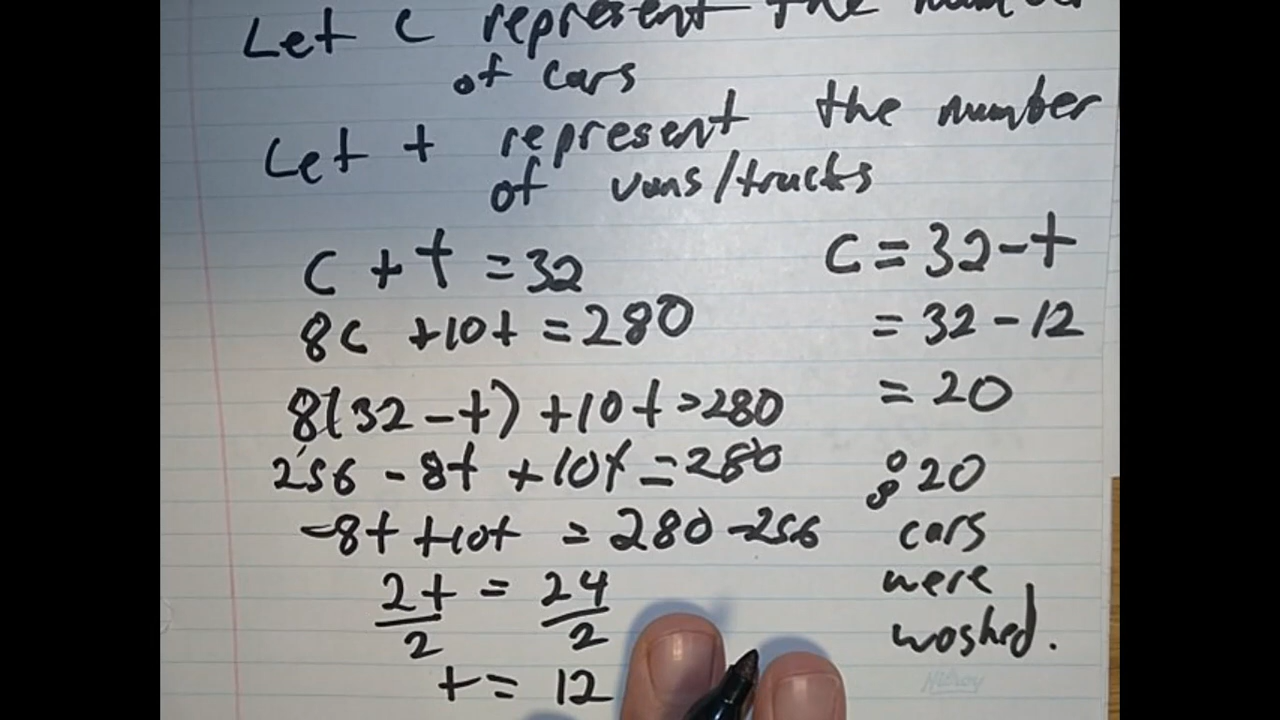 Let c represent the number
of cars
Let t represent the number
of vans/trucks
c + t = 32
8c + 10t = 280
8(32 - t) + 10t = 280
256 - 8t + 10t = 280
-8t + 10t = 280 - 256
2t = 24
2 2
t = 12
c = 32 - t
= 32 - 12
= 20
20
cars
were
washed.
Hilroy